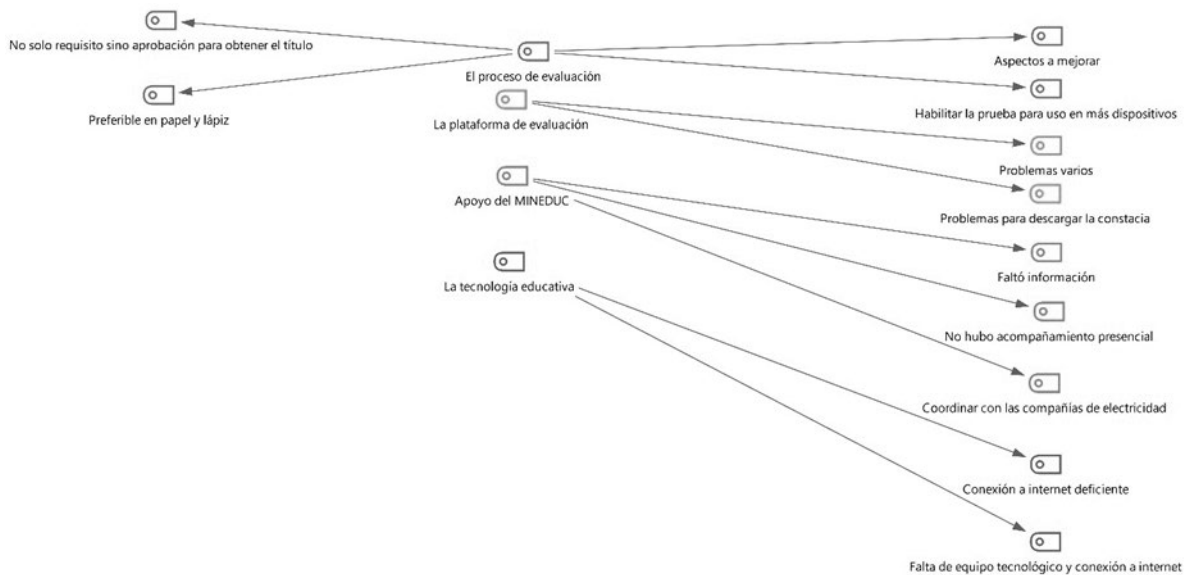 No solo requisito sino aprobación para obtener el título
Preferible en papel y lápiz
El proceso de evaluación
La plataforma de evaluación
Apoyo del MINEDUC
La tecnología educativa
Aspectos a mejorar
Habilitar la prueba para uso en más dispositivos
Problemas varios
Problemas para descargar la constacia
Faltó información
No hubo acompañamiento presencial
Coordinar con las compañías de electricidad
Conexión a internet deficiente
Falta de equipo tecnológico y conexión a internet